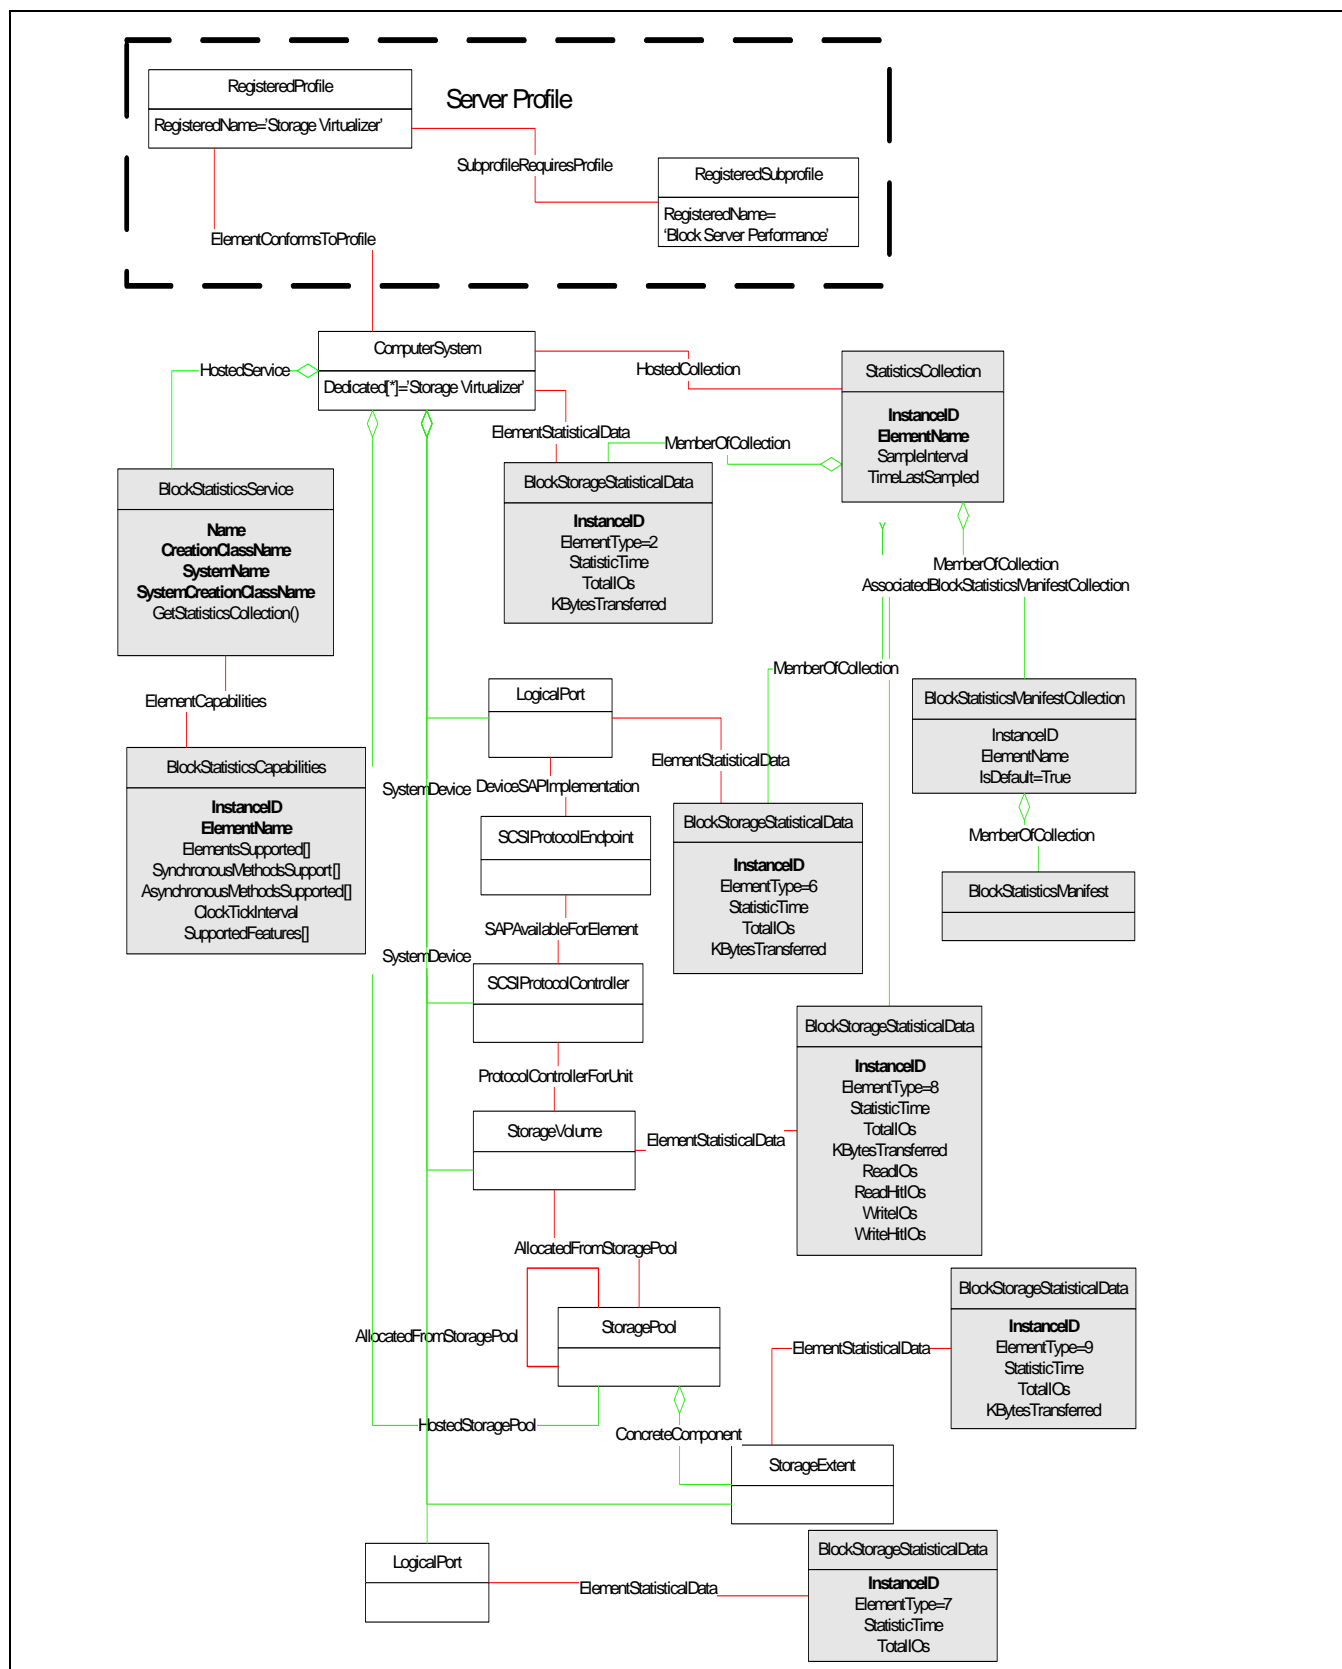 RegisteredProfile
RegisteredName='Storage Virtualizer'
Server Profile
SubprofileRequiresProfile
RegisteredSubprofile
RegisteredName=
‘Block Server Performance’
ElementConformsToProfile
ComputerSystem
Dedicated[*]='Storage Virtualizer'
HostedService
HostedCollection
StatisticsCollection
InstanceID
ElementName
SampleInterval
TimeLastSampled
ElementStatisticalData
MemberOfCollection
BlockStorageStatisticalData
InstanceID
ElementType=2
StatisticTime
TotalIOs
KBytesTransferred
BlockStatisticsService
Name
CreationClassName
SystemName
SystemCreationClassName
GetStatisticsCollection()
MemberOfCollection
AssociatedBlockStatisticsManifestCollection
ElementCapabilities
MemberOfCollection
LogicalPort
BlockStatisticsManifestCollection
InstanceID
ElementName
IsDefault=True
BlockStatisticsCapabilities
InstanceID
ElementName
ElementsSupported[]
SynchronousMethodsSupport[]
AsynchronousMethodsSupported[]
ClockTickInterval
SupportedFeatures[]
ElementStatisticalData
SystemDevice
DeviceSAPImplementation
BlockStorageStatisticalData
InstanceID
ElementType=6
StatisticTime
TotalIOs
KBytesTransferred
SCSIProtocolEndpoint
MemberOfCollection
BlockStatisticsManifest
SAPAvailableForElement
SystemDevice
SCSIProtocolController
ProtocolControllerForUnit
BlockStorageStatisticalData
InstanceID
ElementType=8
StatisticTime
TotalIOs
KBytesTransferred
ReadIOs
ReadHitIOs
WriteIOs
WriteHitIOs
StorageVolume
ElementStatisticalData
AllocatedFromStoragePool
BlockStorageStatisticalData
InstanceID
ElementType=9
StatisticTime
TotalIOs
KBytesTransferred
StoragePool
AllocatedFromStoragePool
ElementStatisticalData
HostedStoragePool
ConcreteComponent
StorageExtent
LogicalPort
ElementStatisticalData
BlockStorageStatisticalData
InstanceID
ElementType=7
StatisticTime
TotalIOs